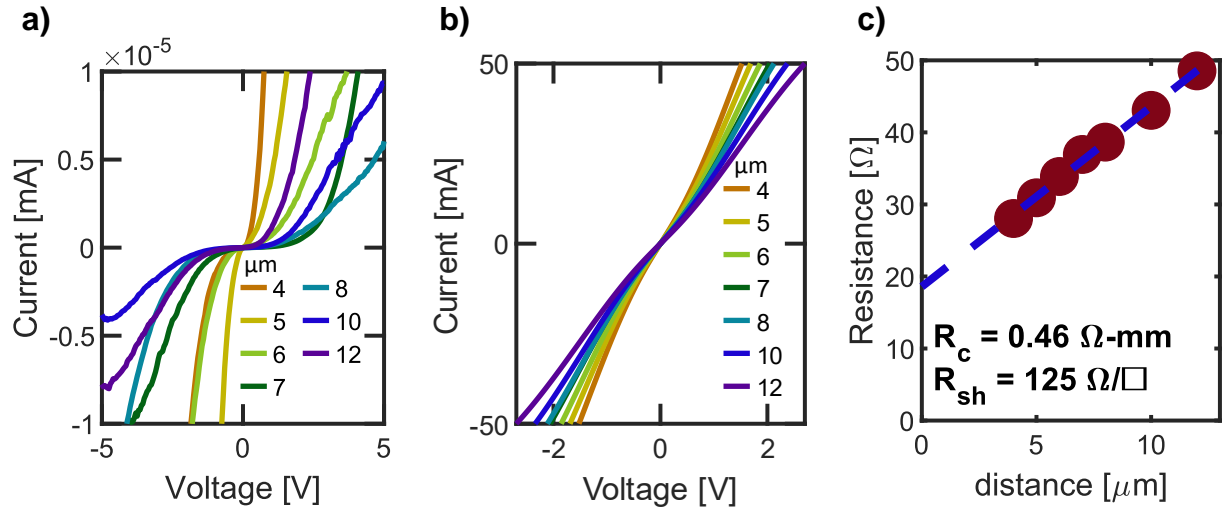 a)
×10⁻⁵
1
0.5
0
-0.5
-1
Current [mA]
-5
0
5
Voltage [V]
µm
4
5
6
7
8
10
12
b)
50
0
-50
Current [mA]
-2
0
2
Voltage [V]
µm
4
5
6
7
8
10
12
c)
50
40
30
20
10
0
Resistance [Ω]
0
5
10
distance [μm]
R_c = 0.46 Ω-mm
R_sh = 125 Ω/□